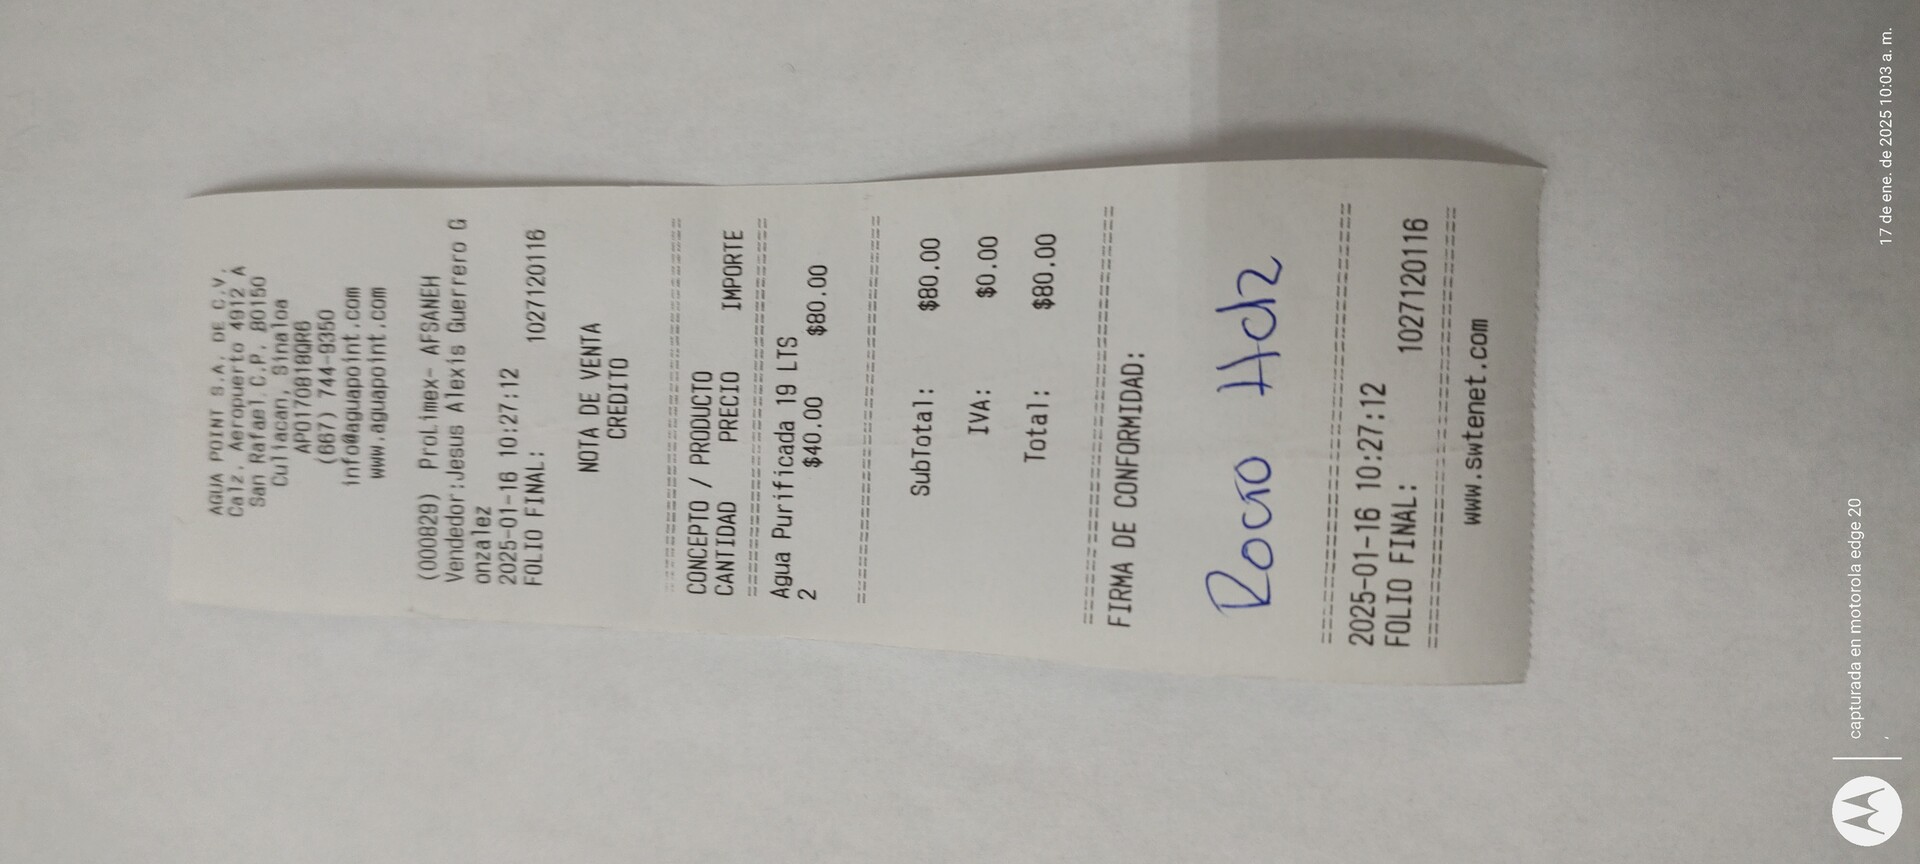 AGUA POINT S.A. DE C.V.
Calz. Aeropuerto 4912 A
San Rafael C.P. 80150
Culiacan, Sinaloa
APO170818QR6
(667) 744-9350
info@aguapoint.com
www.aguapoint.com
(000829) ProLimex- AFSANEH
Vendedor:Jesus Alexis Guerrero G
onzalez
2025-01-16 10:27:12
FOLIO FINAL: 1027120116
NOTA DE VENTA
CREDITO
CONCEPTO / PRODUCTO
CANTIDAD PRECIO IMPORTE
Agua Purificada 19 LTS
2 $40.00 $80.00
SubTotal: $80.00
IVA: $0.00
Total: $80.00
FIRMA DE CONFORMIDAD:
Rocio Hdz
2025-01-16 10:27:12
FOLIO FINAL: 1027120116
www.swtenet.com
capturada en motorola edge 20
17 de ene. de 2025 10:03 a. m.